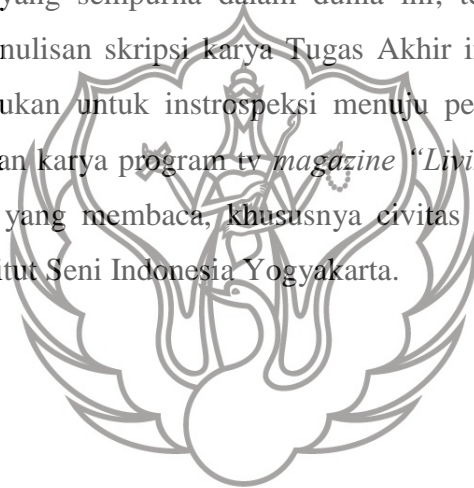 yang sempurna dalam dunia ini, te
nulisan skripsi karya Tugas Akhir i
ukan untuk instrospeksi menuju pe
an karya program tv magazine “Livi
yang membaca, khususnya civitas
itut Seni Indonesia Yogyakarta.